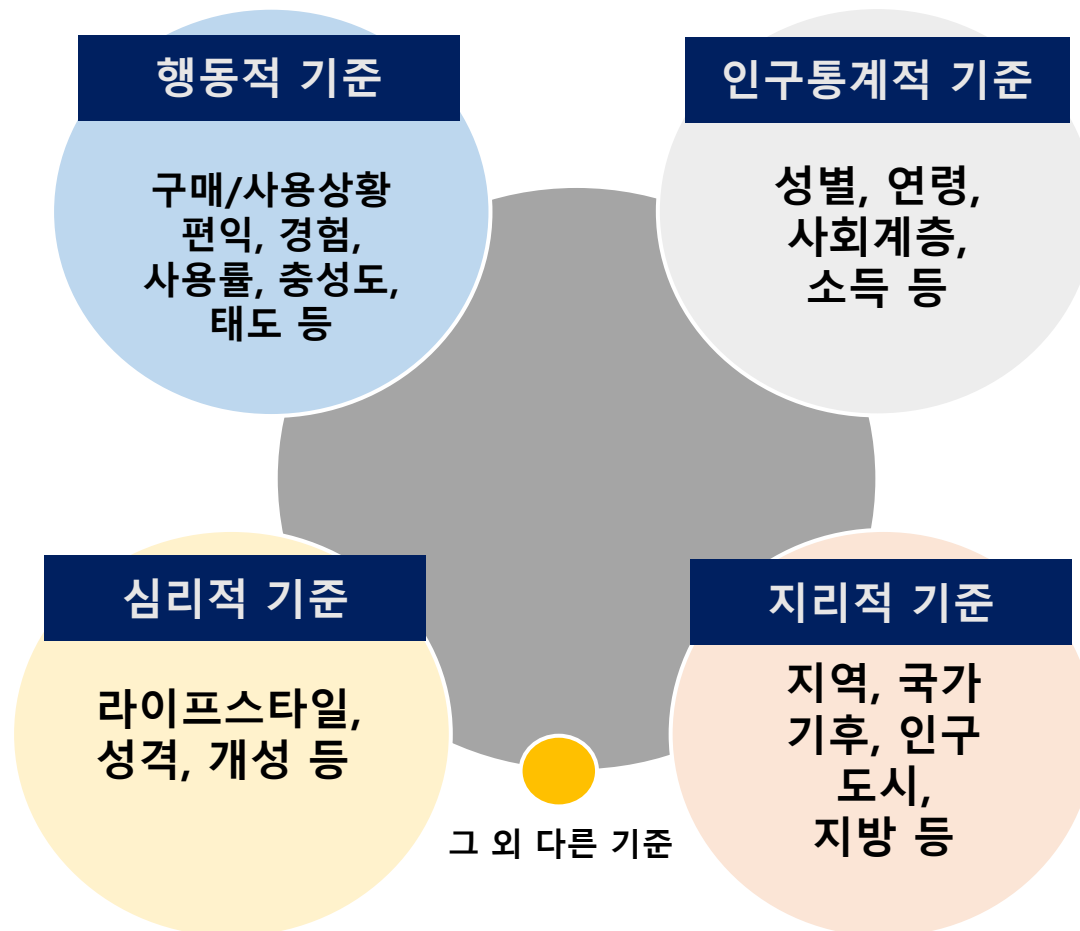 행동적 기준
구매/사용상황
편익, 경험,
사용률, 충성도,
태도 등
인구통계적 기준
성별, 연령,
사회계층,
소득 등
심리적 기준
라이프스타일,
성격, 개성 등
지리적 기준
지역, 국가
기후, 인구
도시,
지방 등
그 외 다른 기준